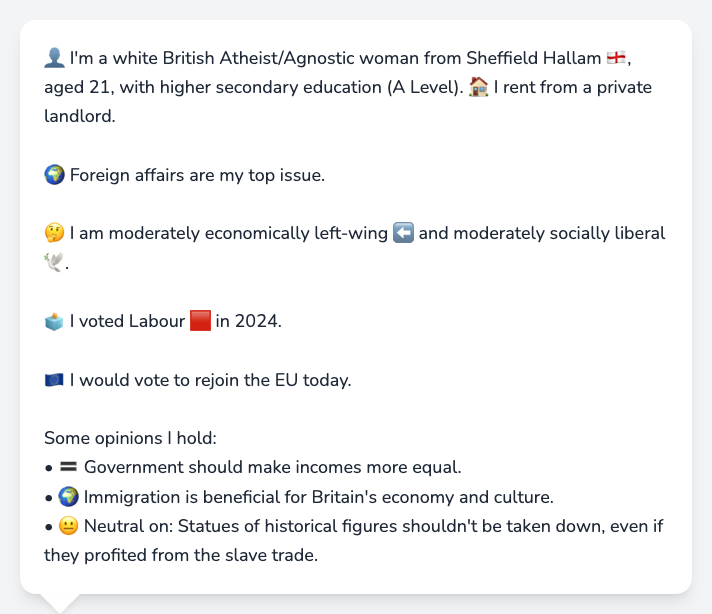 👤 I'm a white British Atheist/Agnostic woman from Sheffield Hallam 🏴󠁧󠁢󠁥󠁮󠁧󠁿,
aged 21, with higher secondary education (A Level). 🏠 I rent from a private
landlord.
🌍 Foreign affairs are my top issue.
🤔 I am moderately economically left-wing ⬅️ and moderately socially liberal
🕊️.
🗳️ I voted Labour 🟥 in 2024.
🇪🇺 I would vote to rejoin the EU today.
Some opinions I hold:
• 🟰 Government should make incomes more equal.
• 🌍 Immigration is beneficial for Britain's economy and culture.
• 😐 Neutral on: Statues of historical figures shouldn't be taken down, even if
they profited from the slave trade.